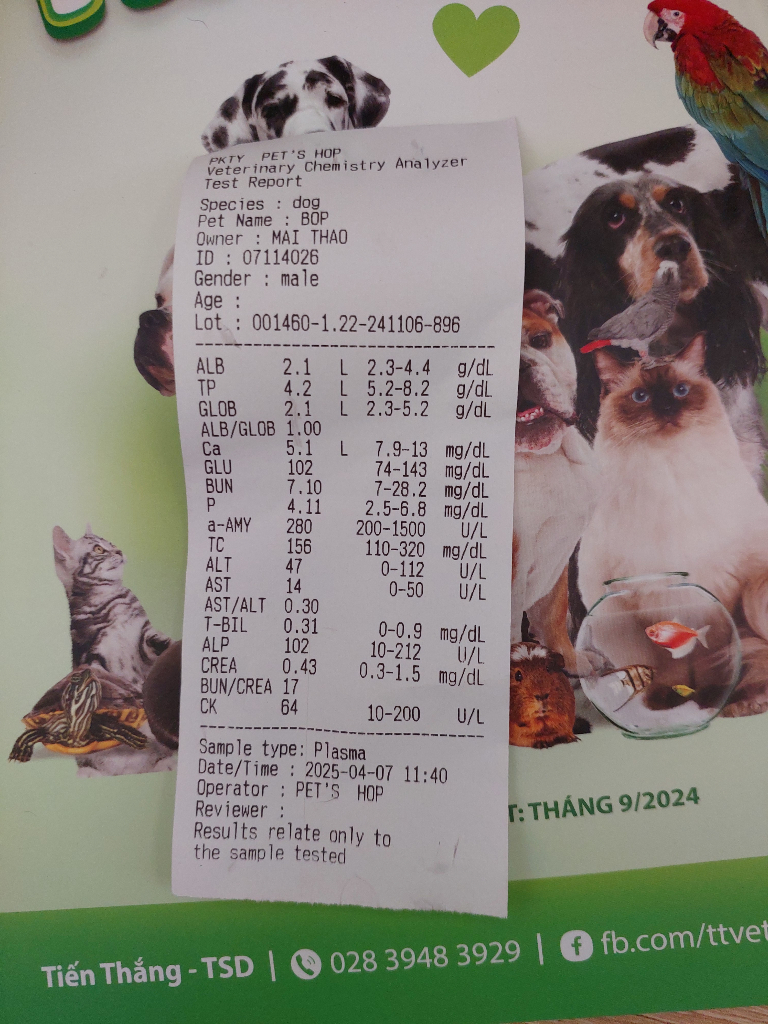 PKTY PET'S HOP
Veterinary Chemistry Analyzer
Test Report
Species : dog
Pet Name : BOP
Owner : MAI THAO
ID : 07114026
Gender : male
Age :
Lot : 001460-1.22-241106-896
ALB 2.1 L 2.3-4.4 g/dL
TP 4.2 L 5.2-8.2 g/dL
GLOB 2.1 L 2.3-5.2 g/dL
ALB/GLOB 1.00
Ca 5.1 L 7.9-13 mg/dL
GLU 102 74-143 mg/dL
BUN 7.10 7-28.2 mg/dL
P 4.11 2.5-6.8 mg/dL
a-AMY 280 200-1500 U/L
TC 156 110-320 mg/dL
ALT 47 0-112 U/L
AST 14 0-50 U/L
AST/ALT 0.30
T-BIL 0.31 0-0.9 mg/dL
ALP 102 10-212 U/L
CREA 0.43 0.3-1.5 mg/dL
BUN/CREA 17
CK 64 10-200 U/L
Sample type: Plasma
Date/Time : 2025-04-07 11:40
Operator : PET'S HOP
Reviewer :
Results relate only to
the sample tested
T: THÁNG 9/2024
Tiến Thắng - TSD | 028 3948 3929 | fb.com/ttvet